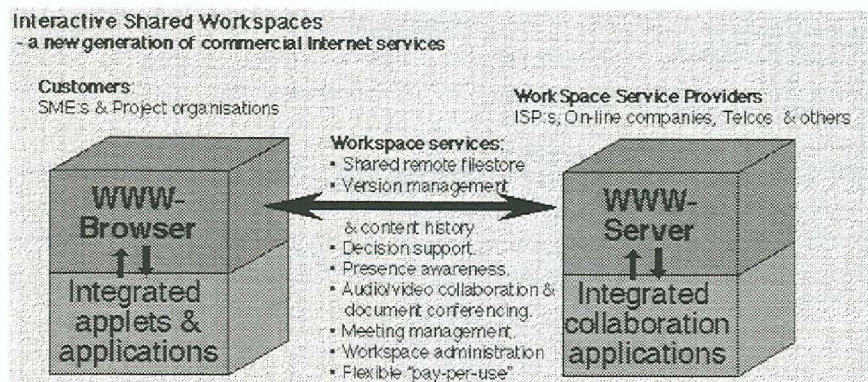 Interactive Shared Workspaces
- a new generation of commercial Internet services
Customers:
SME:s & Project organisations
WWW-
Browser
Integrated
applets &
applications
Workspace services:
• Shared remote filestore
• Version management
& content history
• Decision support.
• Presence awareness.
• Audio/video collaboration &
document conferencing.
• Meeting management.
• Workspace administration
• Flexible "pay-per-use"
WorkSpace Service Providers
ISP:s, On-line companies, Telcos & others
WWW-
Server
Integrated
collaboration
applications